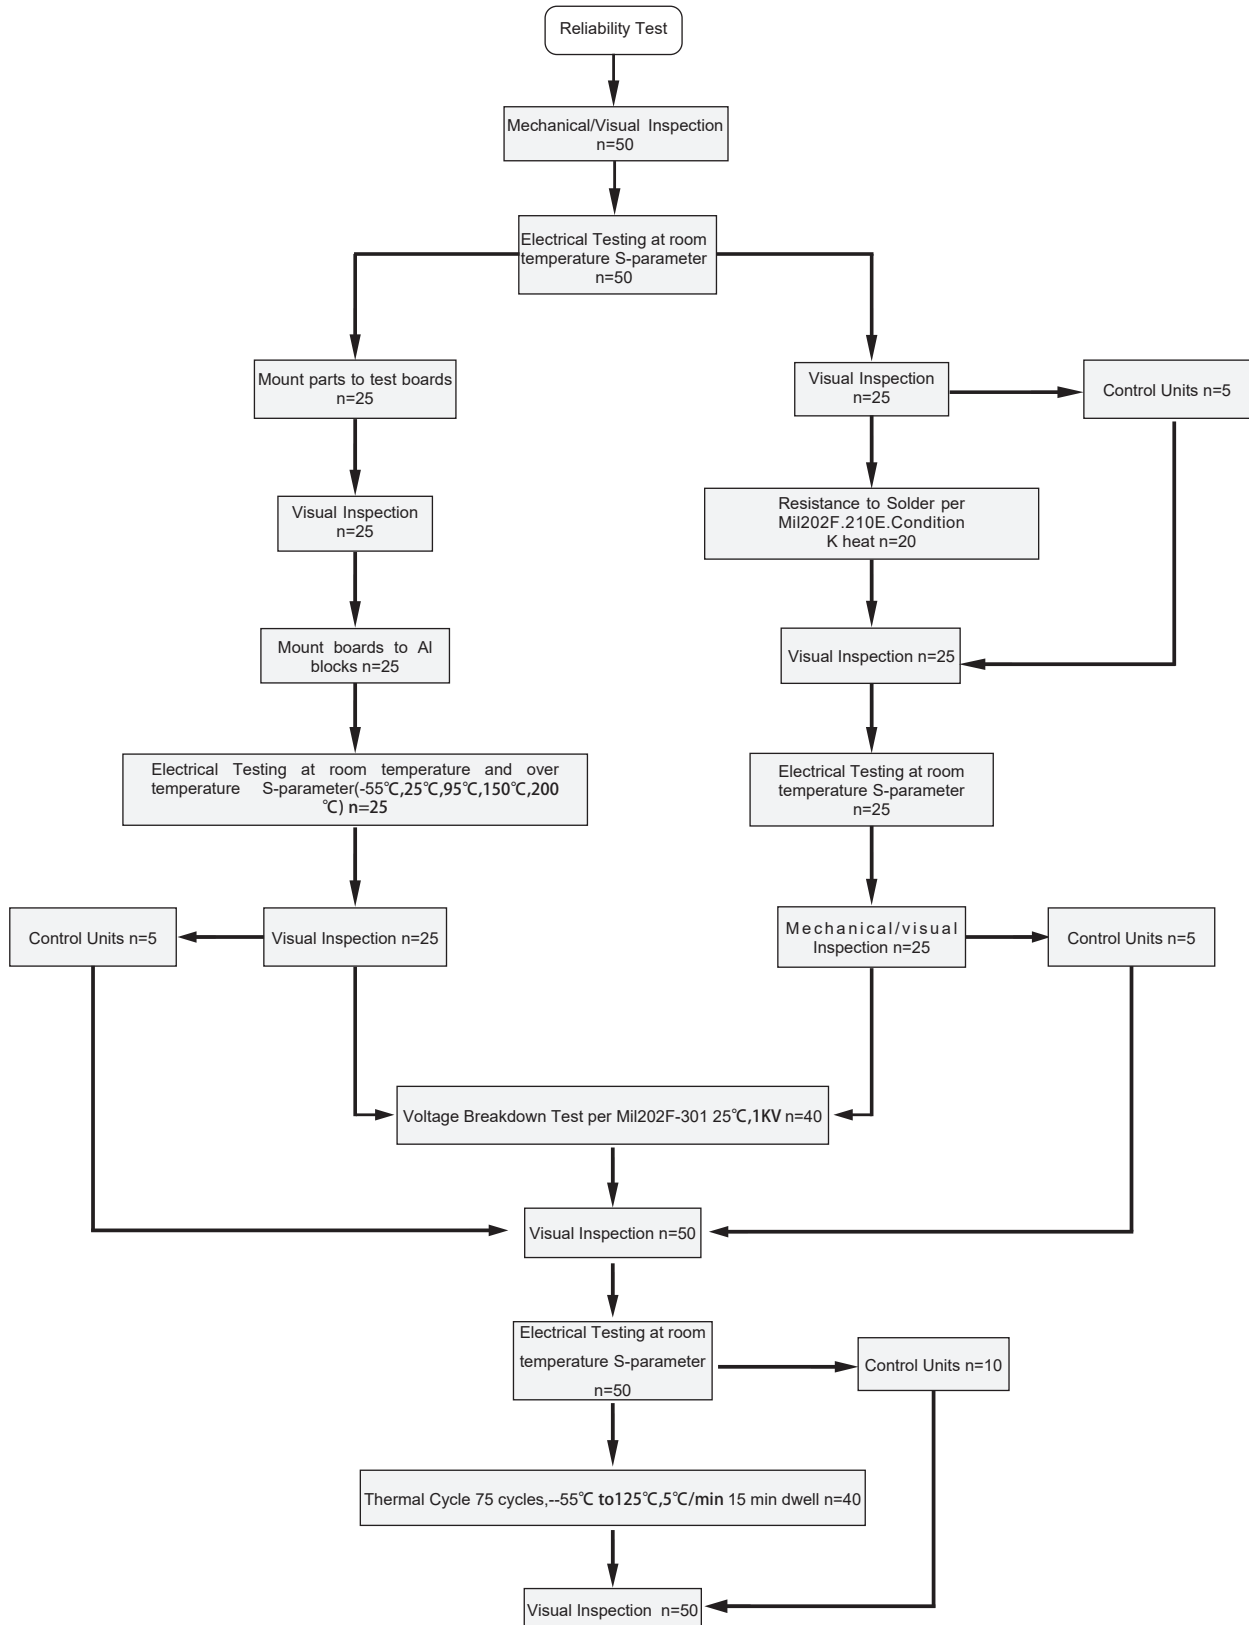 Reliability Test
Mechanical/Visual Inspection
n=50
Electrical Testing at room
temperature S-parameter
n=50
Mount parts to test boards
n=25
Visual Inspection
n=25
Control Units n=5
Visual Inspection
n=25
Resistance to Solder per
Mil202F.210E.Condition
K heat n=20
Mount boards to Al
blocks n=25
Visual Inspection n=25
Electrical Testing at room temperature and over
temperature S-parameter(-55℃,25℃,95℃,150℃,200
℃) n=25
Electrical Testing at room
temperature S-parameter
n=25
Control Units n=5
Visual Inspection n=25
Mechanical/visual
Inspection n=25
Control Units n=5
Voltage Breakdown Test per Mil202F-301 25℃,1KV n=40
Visual Inspection n=50
Electrical Testing at room
temperature S-parameter
n=50
Control Units n=10
Thermal Cycle 75 cycles,--55℃ to125℃,5℃/min 15 min dwell n=40
Visual Inspection n=50